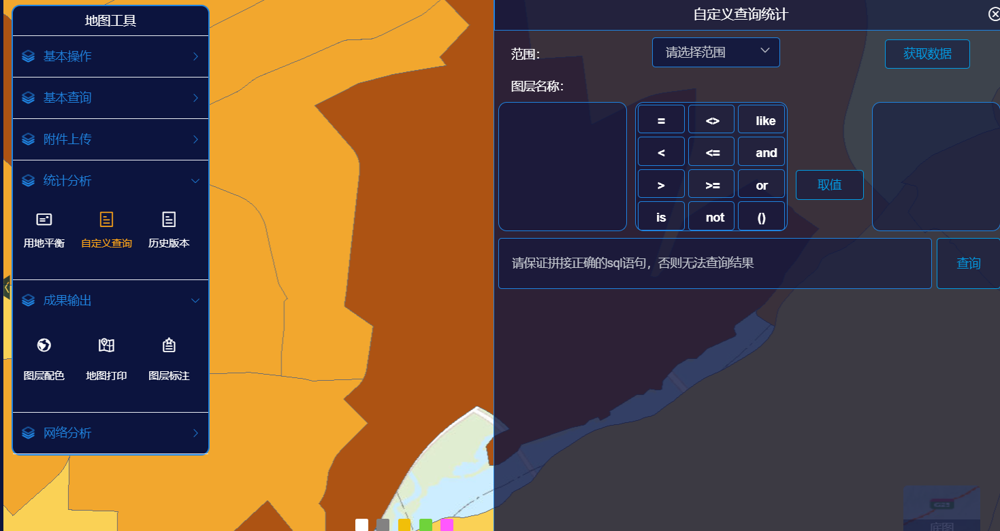 地图工具
基本操作
基本查询
附件上传
统计分析
用地平衡 自定义查询 历史版本
成果输出
图层配色 地图打印 图层标注
网络分析
自定义查询统计
范围: 请选择范围 获取数据
图层名称:
= <> like
< <= and
> >= or
is not ()
取值
请保证拼接正确的sql语句，否则无法查询结果
查询
底图